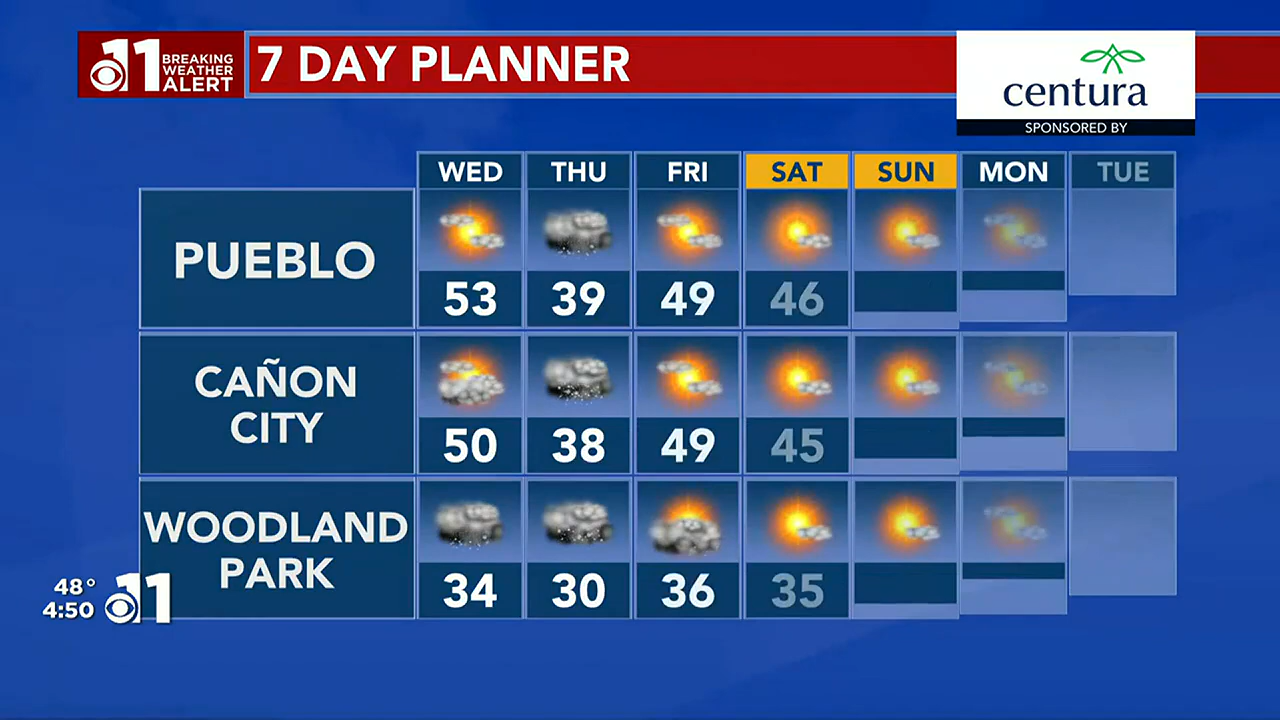 11 BREAKING
WEATHER
ALERT
7 DAY PLANNER
centura
SPONSORED BY
WED THU FRI SAT SUN MON TUE
PUEBLO
53 39 49 46
CAÑON
CITY
50 38 49 45
WOODLAND
PARK
34 30 36 35
48°
4:50 11